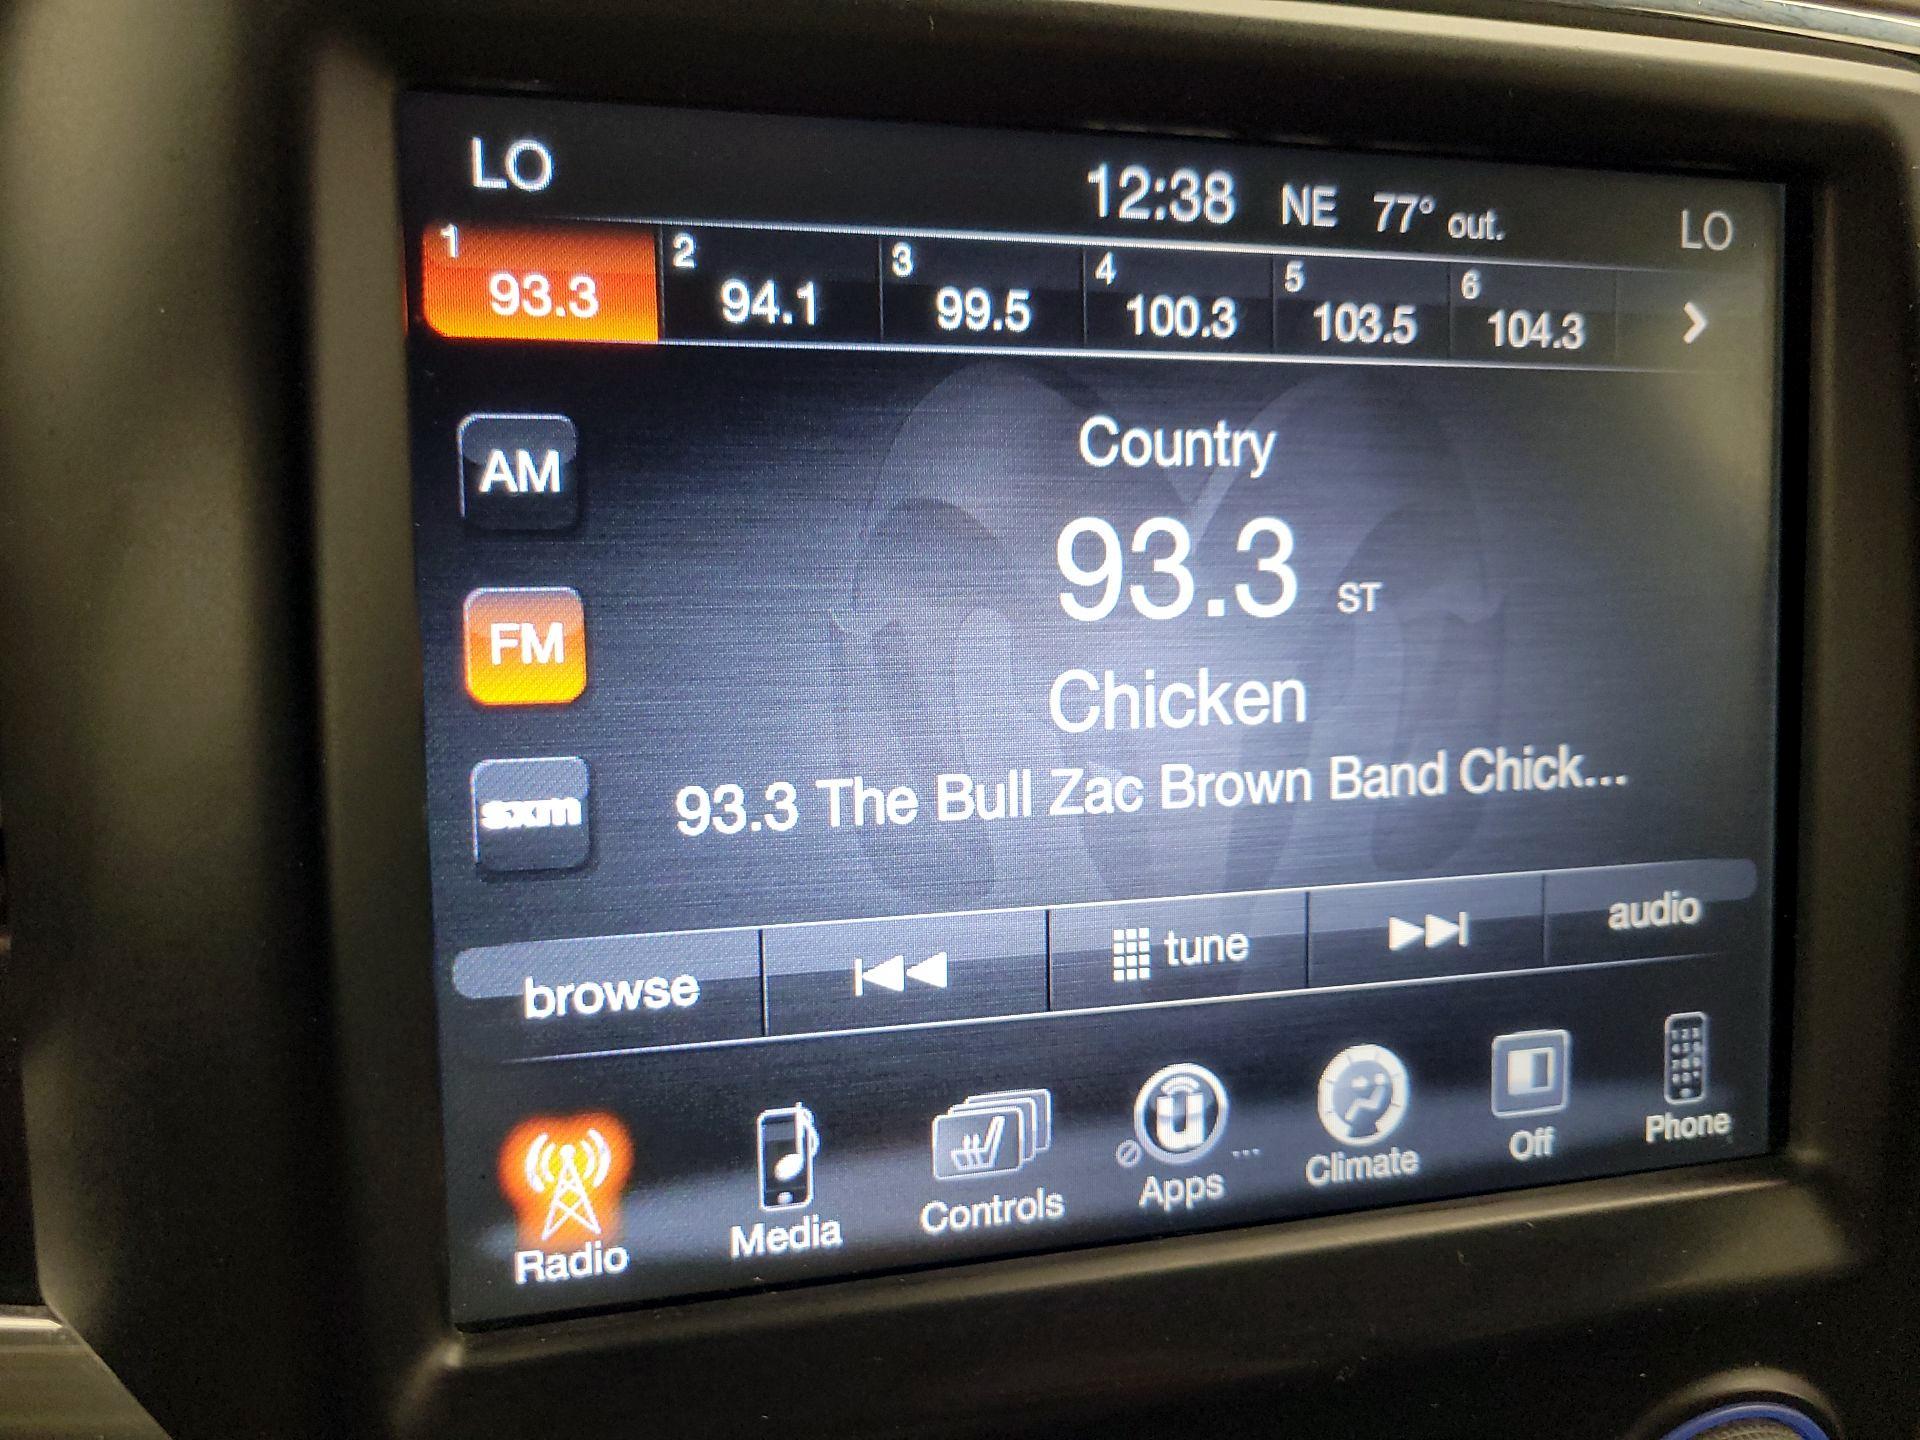 LO 12:38 NE 77° out. LO
1 93.3 2 94.1 3 99.5 4 100.3 5 103.5 6 104.3
AM
Country
93.3 ST
FM
Chicken
sxm
93.3 The Bull Zac Brown Band Chick...
browse tune audio
Radio Media Controls Apps ... Climate Off Phone